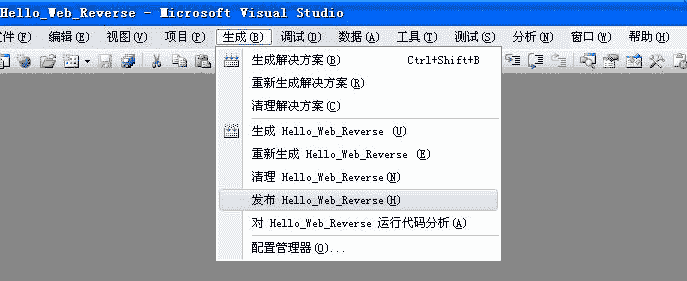 Hello_Web_Reverse - Microsoft Visual Studio
件(F) 编辑(E) 视图(V) 项目(P) 生成(B) 调试(D) 数据(A) 工具(T) 测试(S) 分析(N) 窗口(W) 帮助(H)
生成解决方案(B) Ctrl+Shift+B
重新生成解决方案(R)
清理解决方案(C)
生成 Hello_Web_Reverse (U)
重新生成 Hello_Web_Reverse (E)
清理 Hello_Web_Reverse(N)
发布 Hello_Web_Reverse(H)
对 Hello_Web_Reverse 运行代码分析(A)
配置管理器(O)...